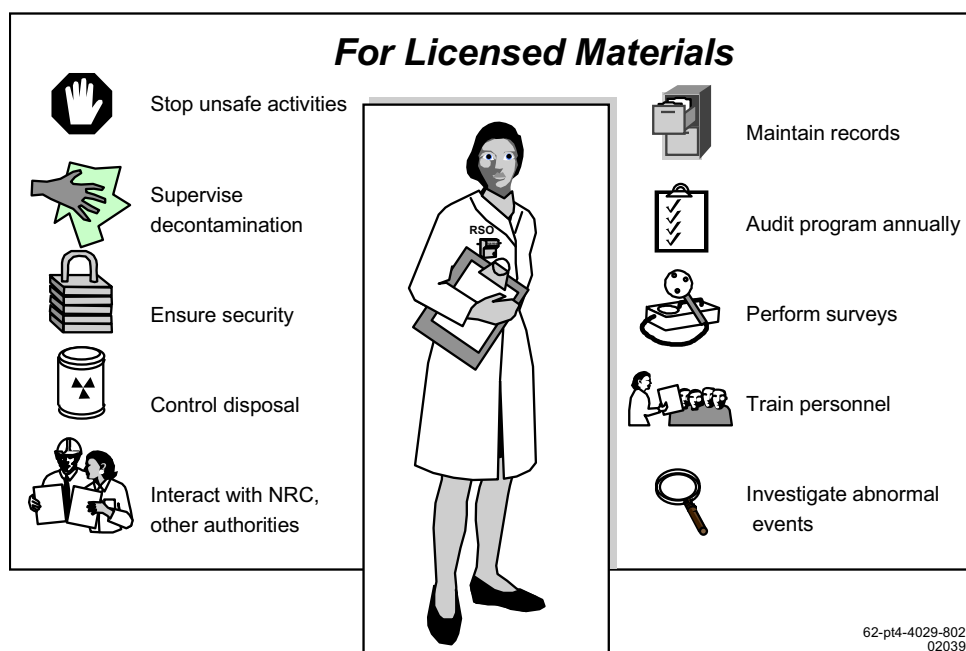 For Licensed Materials
Stop unsafe activities
Supervise
decontamination
Ensure security
Control disposal
Interact with NRC,
other authorities
RSO
Maintain records
Audit program annually
Perform surveys
Train personnel
Investigate abnormal
events
62-pt4-4029-802
02039